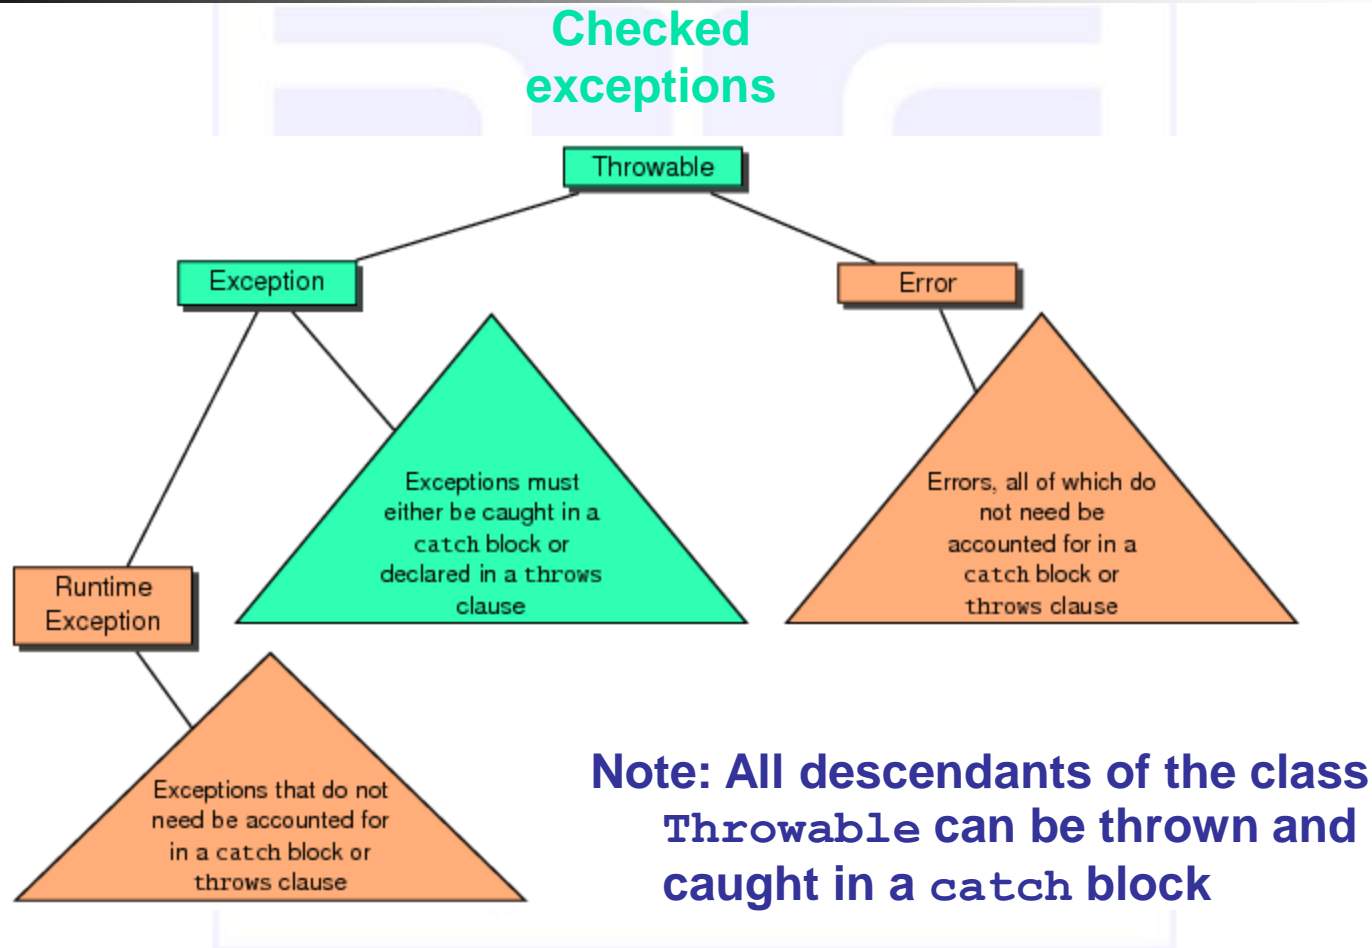 Checked
exceptions
Throwable
Exception
Error
Exceptions must
either be caught in a
catch block or
declared in a throws
clause
Errors, all of which do
not need be
accounted for in a
catch block or
throws clause
Runtime
Exception
Exceptions that do not
need be accounted for
in a catch block or
throws clause
Note: All descendants of the class
Throwable can be thrown and
caught in a catch block